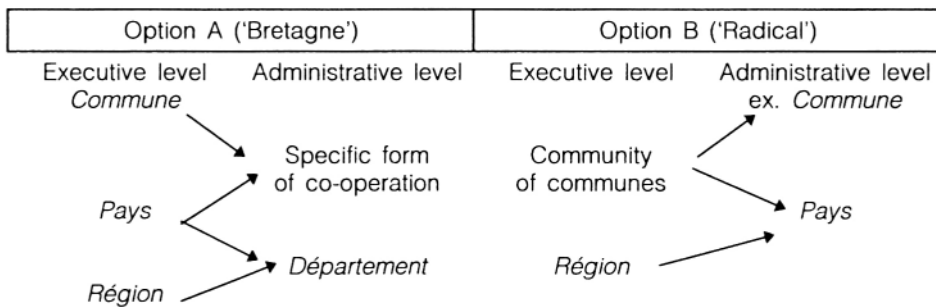 Option A (‘Bretagne’) Option B (‘Radical’)
Executive level Administrative level Executive level Administrative level
Commune ex. Commune
Specific form Community
of co-operation of communes
Pays Pays
Département Région
Région